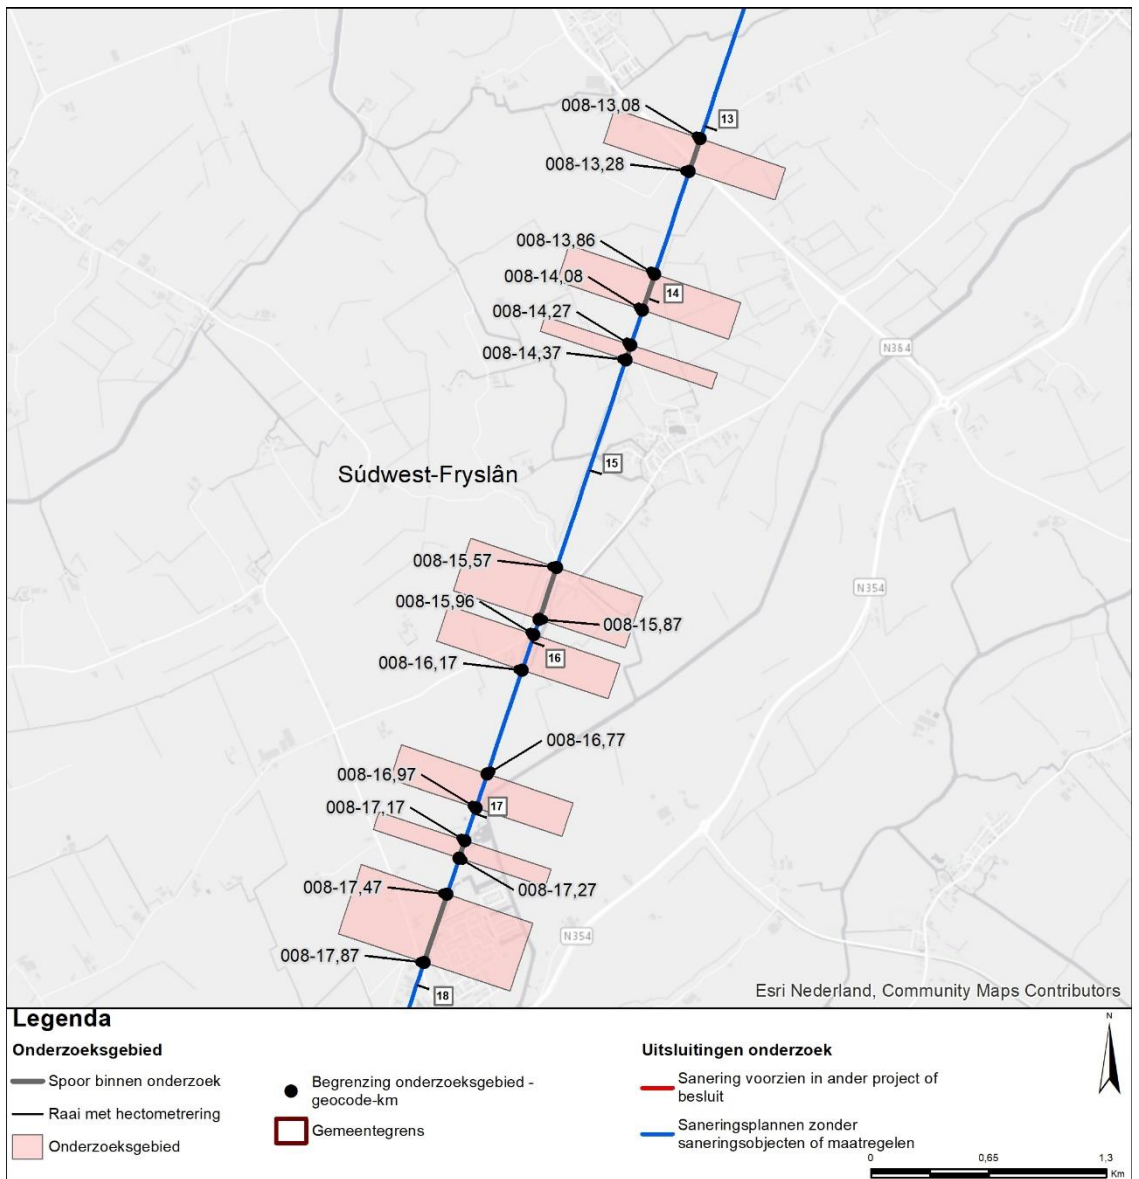 008-13,08
13
008-13,28
008-13,86
008-14,08
14
008-14,27
008-14,37
N384
15
Súdwest-Fryslân
008-15,57
N354
008-15,96
008-15,87
16
008-16,17
008-16,77
008-16,97
17
008-17,17
008-17,27
008-17,47
N354
008-17,87
18
Esri Nederland, Community Maps Contributors
Legenda
Onderzoeksgebied
Spoor binnen onderzoek
Raai met hectometrering
Onderzoeksgebied
Begrenzing onderzoeksgebied -
geocode-km
Gemeentegrens
Uitsluitingen onderzoek
Sanering voorzien in ander project of
besluit
Saneringsplannen zonder
saneringsobjecten of maatregelen
N
0 0,65 1,3
Km